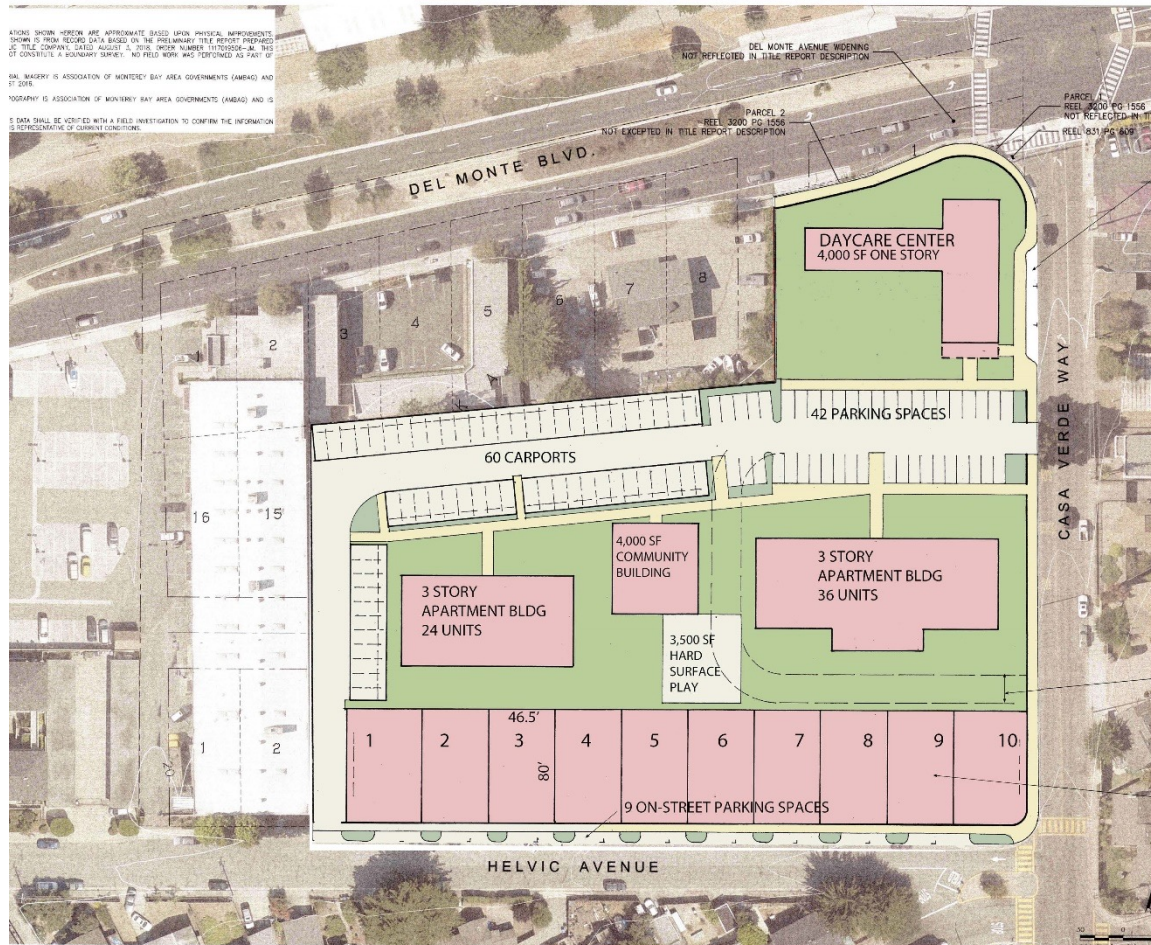 ATIONS SHOWN HEREON ARE APPROXIMATE BASED UPON PHYSICAL IMPROVEMENTS.
SHOWN IS FROM RECORD DATA BASED ON THE PRELIMINARY TITLE REPORT PREPARED
IC TITLE COMPANY, DATED AUGUST 3, 2018, ORDER NUMBER THIS
OT CONSTITUTE A BOUNDARY SURVEY. NO FIELD WORK WAS PERFORMED AS PART OF
IAL IMAGERY IS ASSOCIATION OF MONTEREY BAY AREA GOVERNMENTS (AMBAG) AND
POGRAPHY IS ASSOCIATION OF MONTEREY BAY AREA GOVERNMENTS (AMBAG) AND IS
S DATA SHALL BE VERIFIED WITH A FIELD INVESTIGATION TO CONFIRM THE INFORMATION
IS REPRESENTATIVE OF CURRENT CONDITIONS.
DEL MONTE AVENUE WIDENING
NOT REFLECTED IN TITLE REPORT DESCRIPTION
PARCEL 2
REEL 3200 PG 1556
NOT EXCEPTED IN TITLE REPORT DESCRIPTION
PARCEL 1
REEL 3200 PG 1556
NOT REFLECTED IN TI
REEL 831 PG 609
DEL MONTE BLVD.
1
DAYCARE CENTER
4,000 SF ONE STORY
1
2
3
4
5
6
7
8
CASA VERDE WAY
42 PARKING SPACES
60 CARPORTS
16
15
4,000 SF
COMMUNITY
BUILDING
3 STORY
APARTMENT BLDG
36 UNITS
3 STORY
APARTMENT BLDG
24 UNITS
3,500 SF
HARD
SURFACE
PLAY
1
2
46.5'
80'
1
2
3
4
5
6
7
8
9
10
9 ON-STREET PARKING SPACES
HELVIC AVENUE
30
0